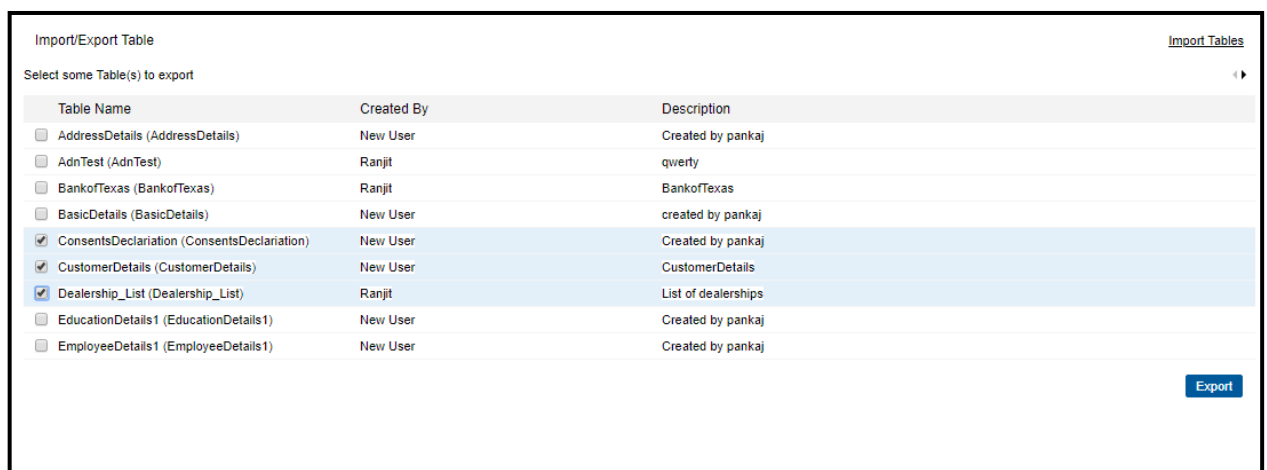 Import/Export Table Import Tables
Select some Table(s) to export
Table Name Created By Description
AddressDetails (AddressDetails) New User Created by pankaj
AdnTest (AdnTest) Ranjit qwerty
BankofTexas (BankofTexas) Ranjit BankofTexas
BasicDetails (BasicDetails) New User created by pankaj
ConsentsDeclariation (ConsentsDeclariation) New User Created by pankaj
CustomerDetails (CustomerDetails) New User CustomerDetails
Dealership_List (Dealership_List) Ranjit List of dealerships
EducationDetails1 (EducationDetails1) New User Created by pankaj
EmployeeDetails1 (EmployeeDetails1) New User Created by pankaj
Export